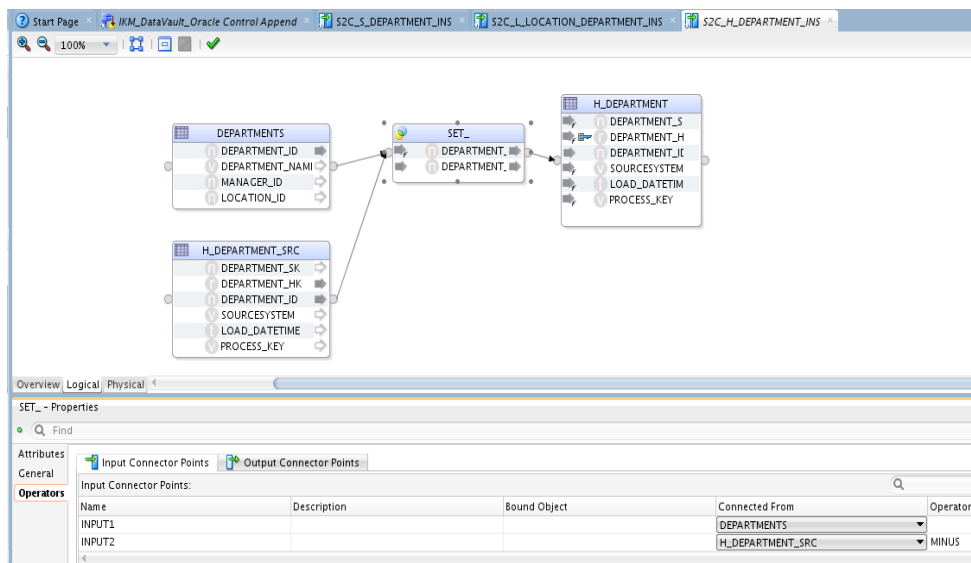 Start Page IKM_DataVault_Oracle Control Append S2C_S_DEPARTMENT_INS S2C_L_LOCATION_DEPARTMENT_INS S2C_H_DEPARTMENT_INS
100%
H_DEPARTMENT
DEPARTMENT_S
DEPARTMENT_H
DEPARTMENT_IE
SOURCESYSTEM
LOAD_DATETIM
PROCESS_KEY
DEPARTMENTS
DEPARTMENT_ID
DEPARTMENT_NAMI
MANAGER_ID
LOCATION_ID
SET_
DEPARTMENT_
DEPARTMENT_
H_DEPARTMENT_SRC
DEPARTMENT_SK
DEPARTMENT_HK
DEPARTMENT_ID
SOURCESYSTEM
LOAD_DATETIME
PROCESS_KEY
Overview Logical Physical
SET_ - Properties
Find
Attributes
General
Operators
Input Connector Points Output Connector Points
Input Connector Points:
Name Description Bound Object Connected From Operator
INPUT1 DEPARTMENTS
INPUT2 H_DEPARTMENT_SRC MINUS